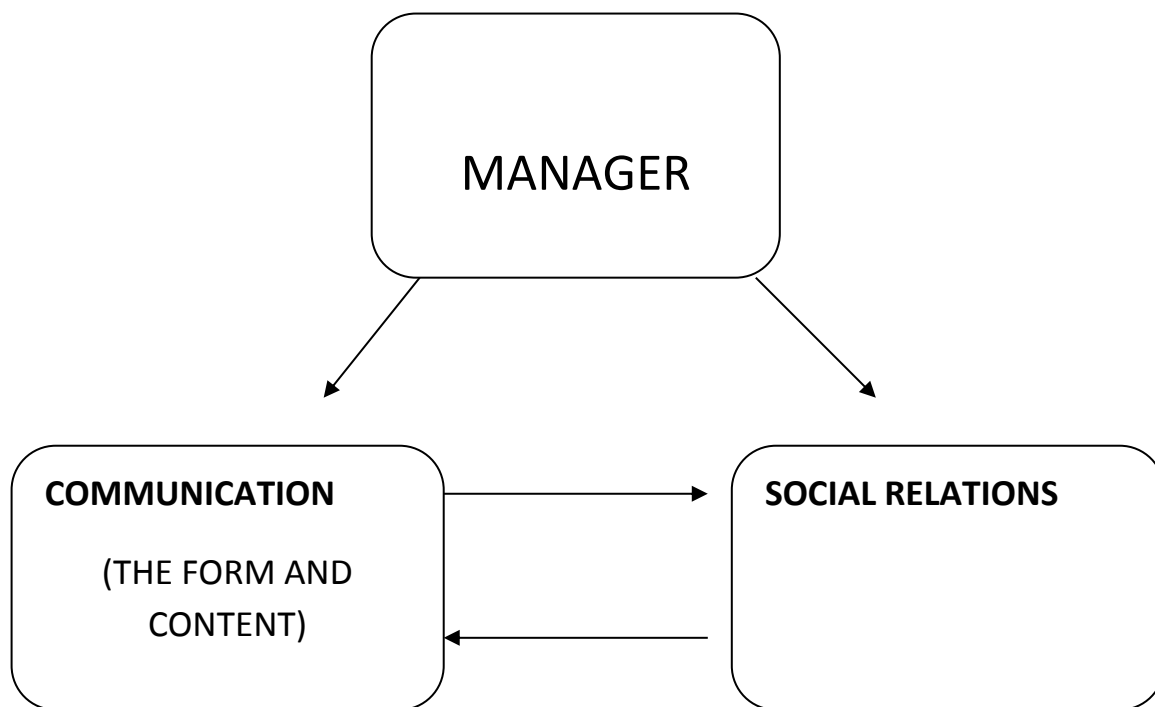 MANAGER
COMMUNICATION
(THE FORM AND
CONTENT)
SOCIAL RELATIONS